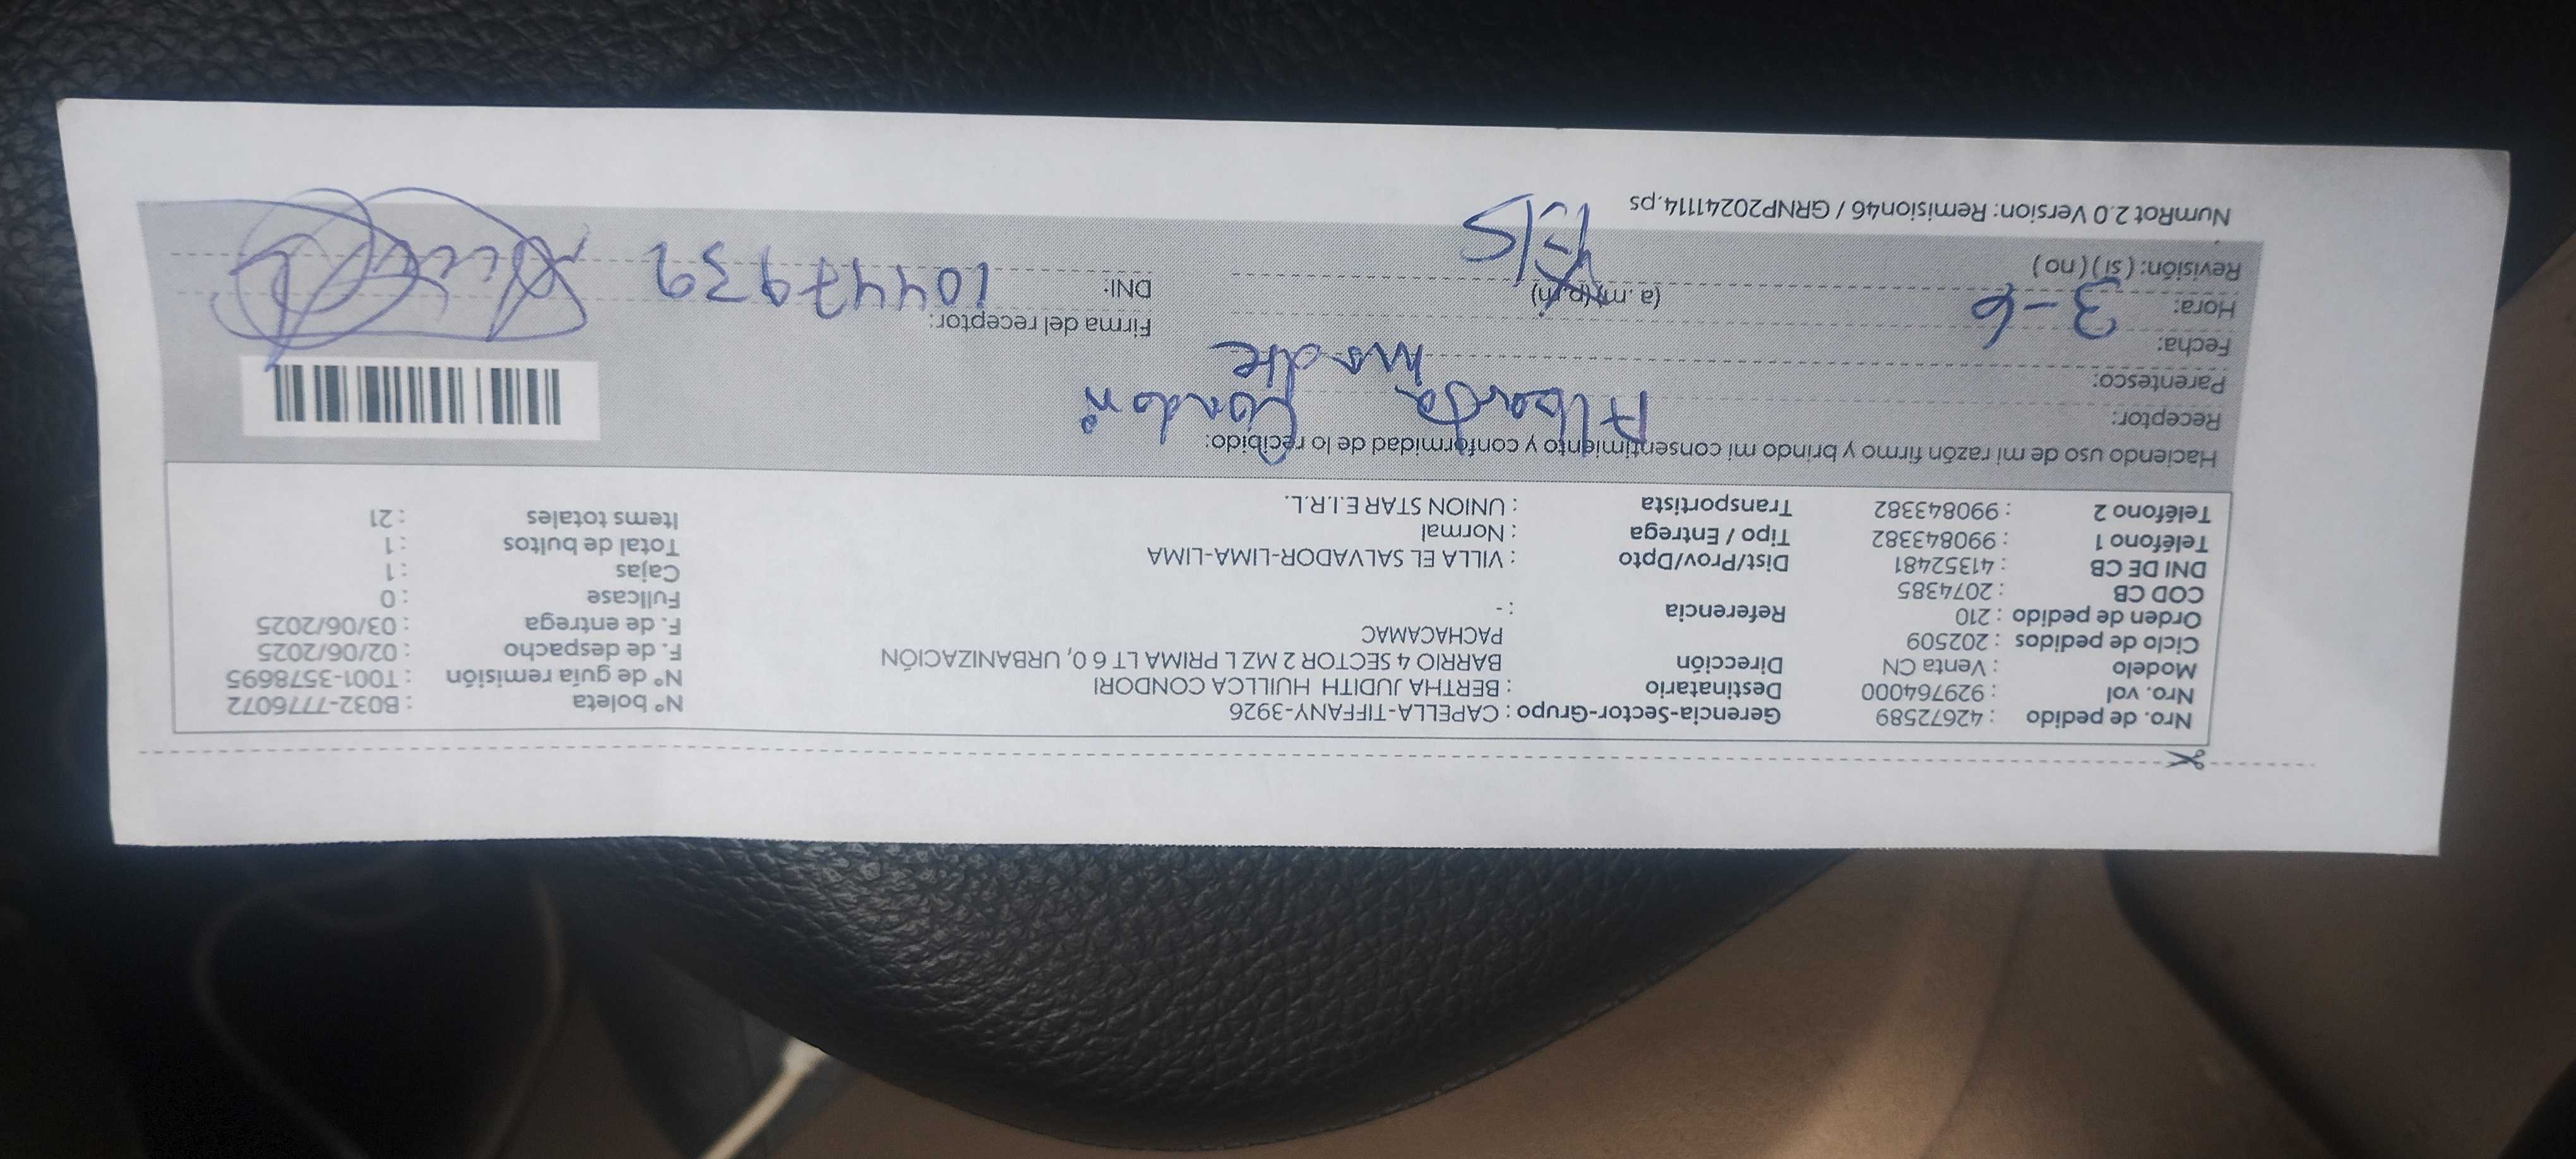 Nro. de pedido : 42672589 Gerencia-Sector-Grupo : CAPELLA-TIFFANY-3926 N° boleta : B032-7776072
Nro. vol : 929764000 Destinatario : BERTHA JUDITH HUILLCA CONDORI N° de guía remisión : T001-3578695
Modelo : Venta CN Dirección BARRIO 4 SECTOR 2 MZ L PRIMA LT 6 0, URBANIZACIÓN F. de despacho : 02/06/2025
Ciclo de pedidos : 202509 PACHACAMAC F. de entrega : 03/06/2025
Orden de pedido : 210 Referencia : - Fullcase : 0
COD CB : 2074385 Cajas : 1
DNI DE CB : 41352481 Dist/Prov/Dpto : VILLA EL SALVADOR-LIMA-LIMA Total de bultos : 1
Teléfono 1 : 990843382 Tipo / Entrega : Normal Items totales : 21
Teléfono 2 : 990843382 Transportista : UNION STAR E.I.R.L.
Haciendo uso de mi razón firmo y brindo mi consentimiento y conformidad de lo recibido:
Receptor: Condori
Parentesco: madre
Fecha: 3-6
Firma del receptor:
Hora: (a. m) (p. m)
DNI: 10447939
Revisión: ( sí ) ( no )
NumRot 2.0 Version: Remision46 / GRNP20241114.ps